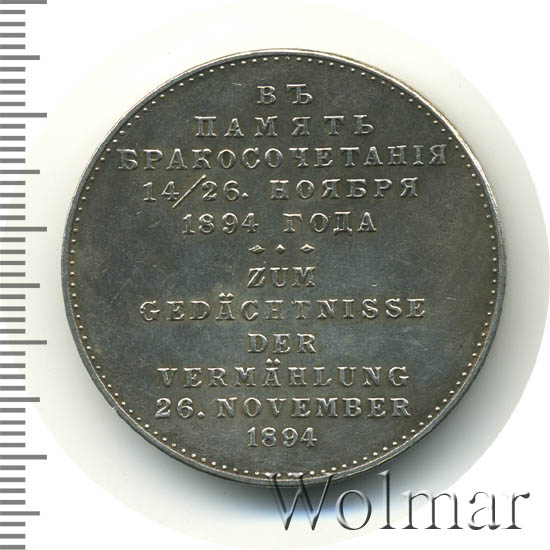 ВЪ
ПАМЯТЬ
БРАКОСОЧЕТАНІЯ
14/26. НОЯБРЯ
1894 ГОДА
ZUM
GEDÄCHTNISSE
DER
VERMÄHLUNG
26. NOVEMBER
1894
Wolmar